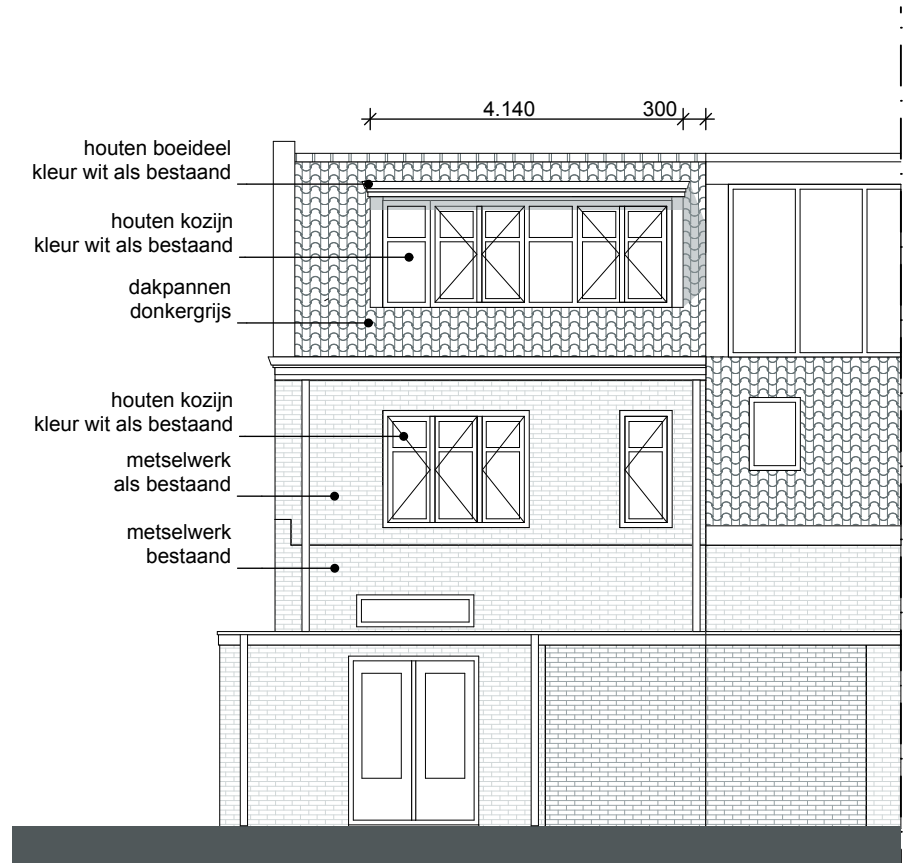 4.140 300
houten boeideel
kleur wit als bestaand
houten kozijn
kleur wit als bestaand
dakpannen
donkergrijs
houten kozijn
kleur wit als bestaand
metselwerk
als bestaand
metselwerk
bestaand